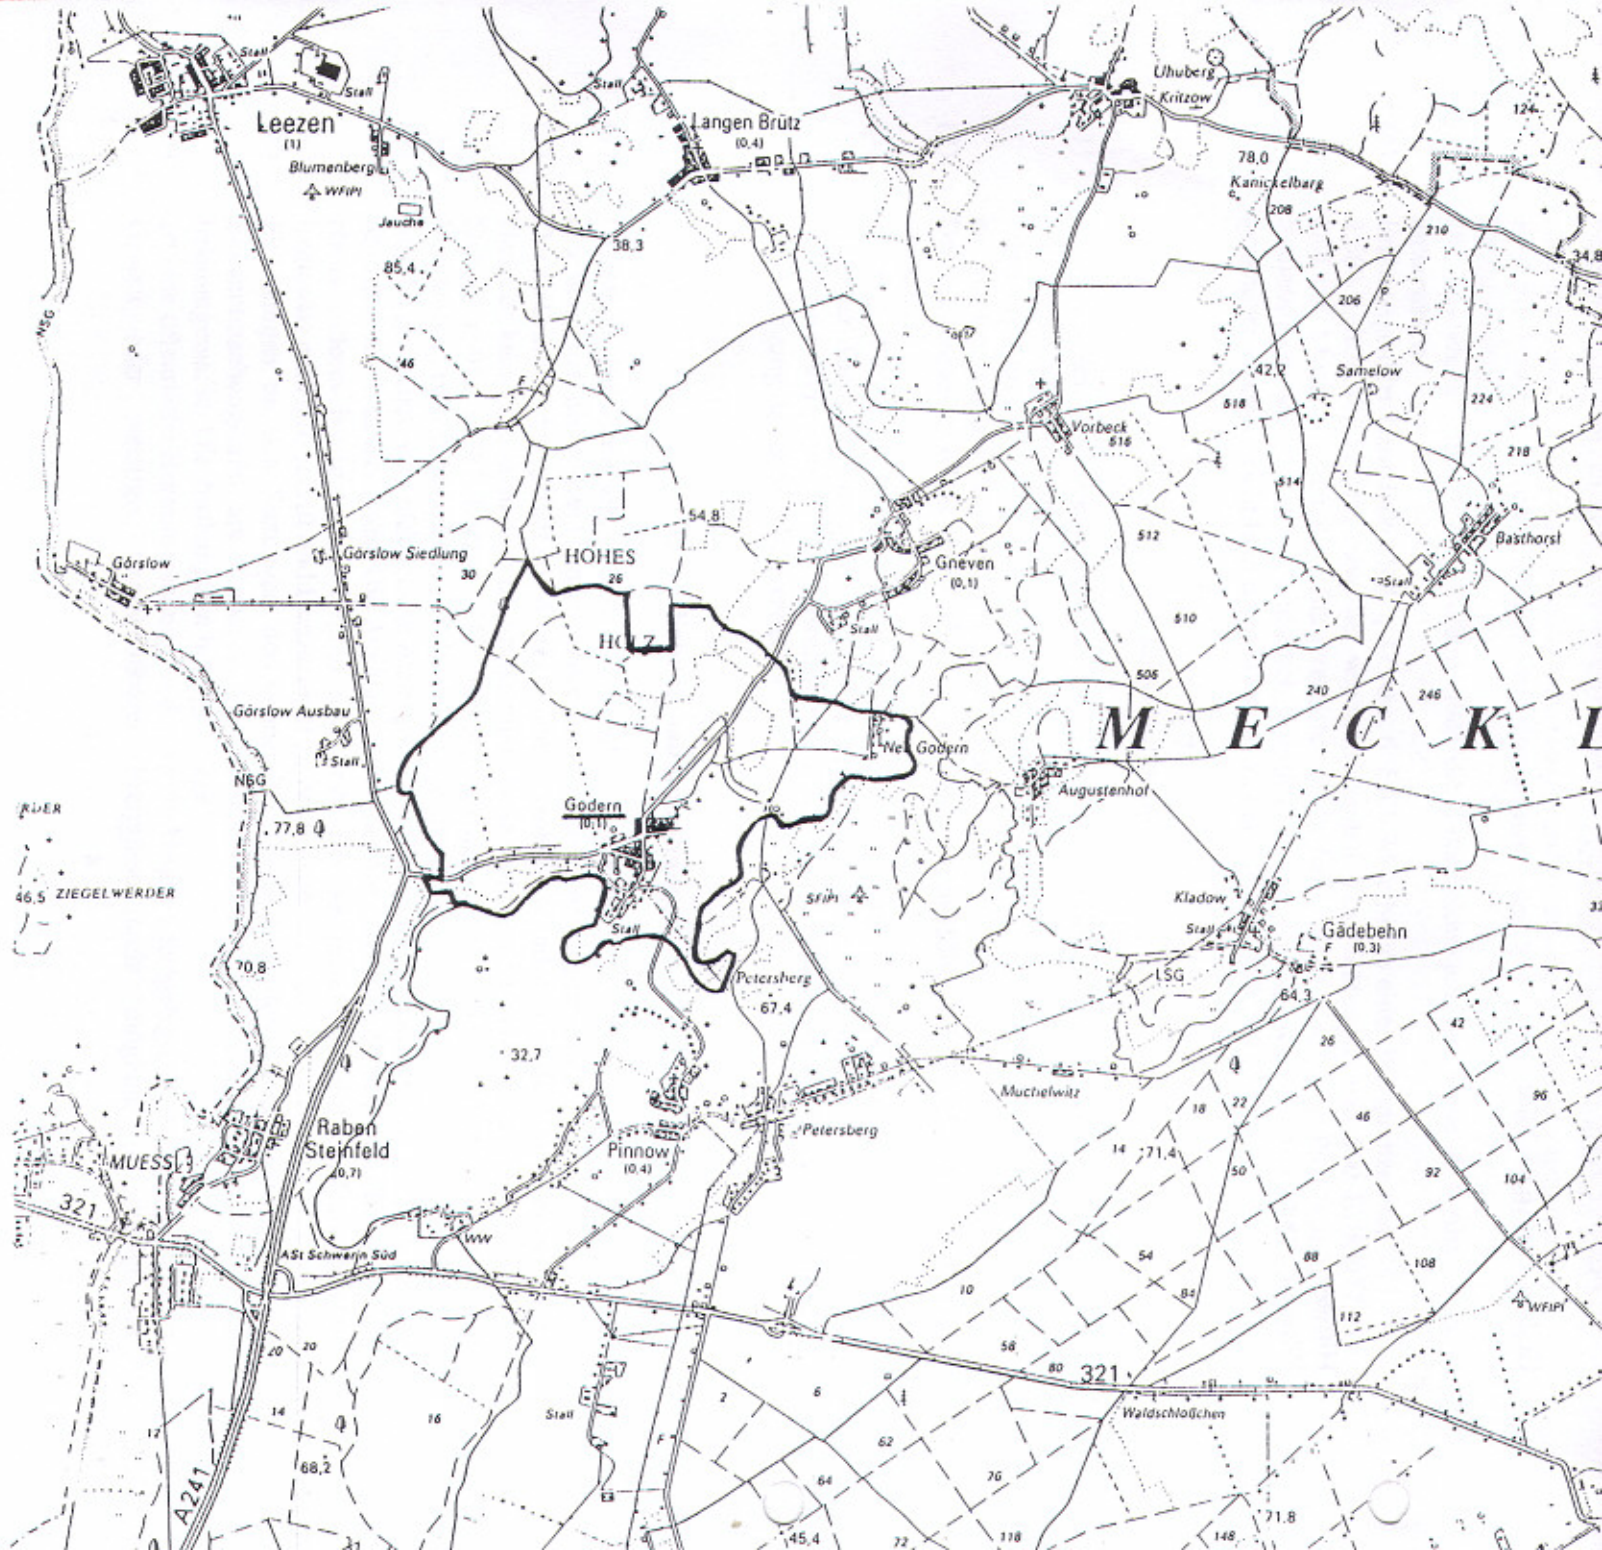 Stall
Leezen
(1)
Stall
Blumenberg
WFIPI
Jauche
85,4
Stall
Langen Brütz
(0,4)
38,3
Uhuberg
Kritzow
78,0
Kanickelbarg
208
124
210
34,8
206
NSG
46
F
42,2
Samelow
518
224
Vorbeck
516
218
514
54,8
512
Basthorst
Görslow
Görslow Siedlung
30
HOHES
26
Gneven
(0,1)
Stall
510
HOLZ
Stall
506
240
246
Görslow Ausbau
Stall
M E C K L
Neu Godern
NSG
Augustenhof
Godern
(0,1)
77,8
46,5
ZIEGELWERDER
SFIPI
Kladow
Stall
Gädebehn
F
(0,3)
Stall
70,8
LSG
Petersberg
64,3
67,4
32,7
42
26
Muchelwitz
96
18
22
46
Raben
Steinfeld
(0,7)
MUESS
Pinnow
(0,4)
Petersberg
14
71,4
50
92
104
321
WW
ASt Schwerin Süd
54
88
108
10
84
112
WFIPI
20
20
58
80
321
2
6
Waldschlößchen
14
16
Stall
12
F
62
68,2
64
76
A241
45,4
72
118
148
71,8